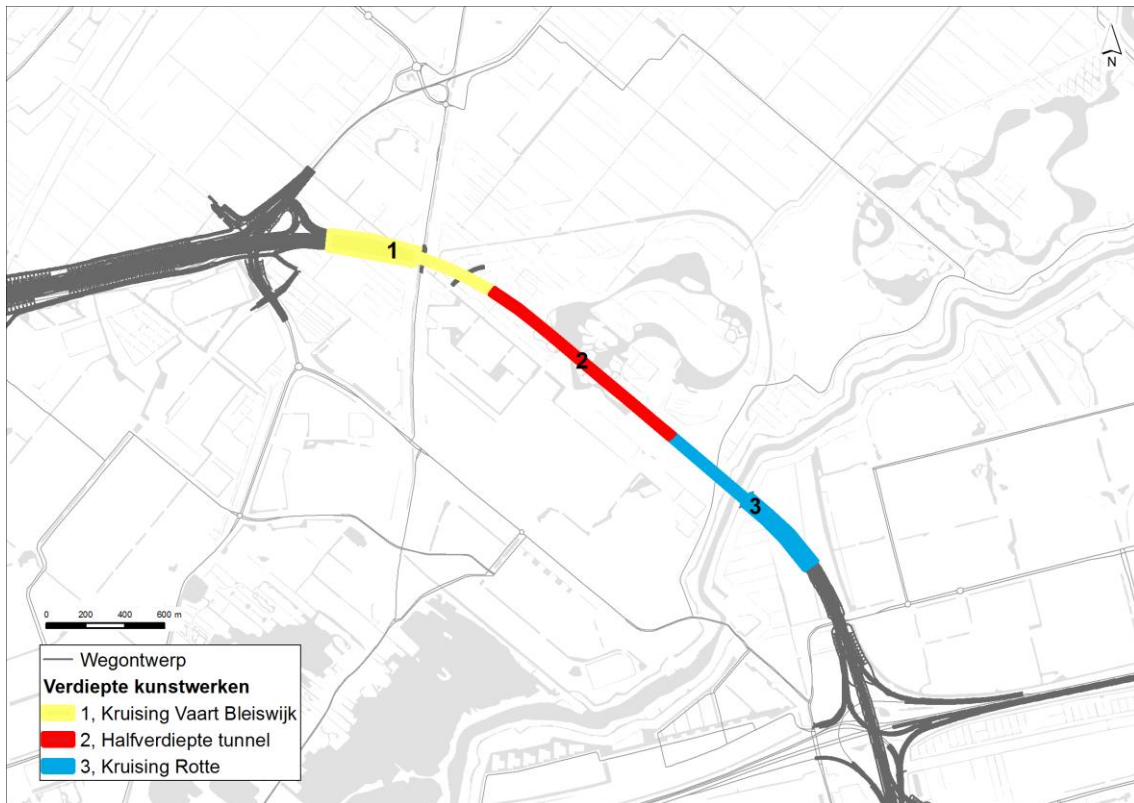 N
1
2
3
0 200 400 600 m
Wegontwerp
Verdiepte kunstwerken
1, Kruising Vaart Bleiswijk
2, Halfverdiepte tunnel
3, Kruising Rotte